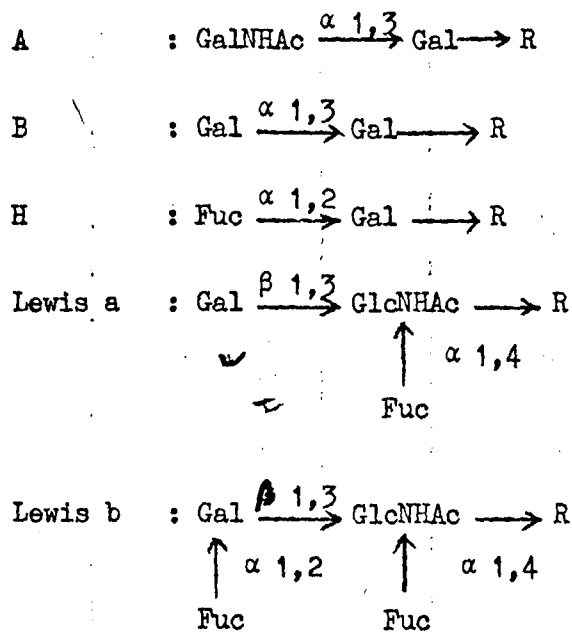 A : GalNHAc α 1,3 Gal → R
B : Gal α 1,3 Gal → R
H : Fuc α 1,2 Gal → R
Lewis a : Gal β 1,3 GlcNHAc → R
α 1,4
Fuc
Lewis b : Gal β 1,3 GlcNHAc → R
α 1,2 α 1,4
Fuc Fuc